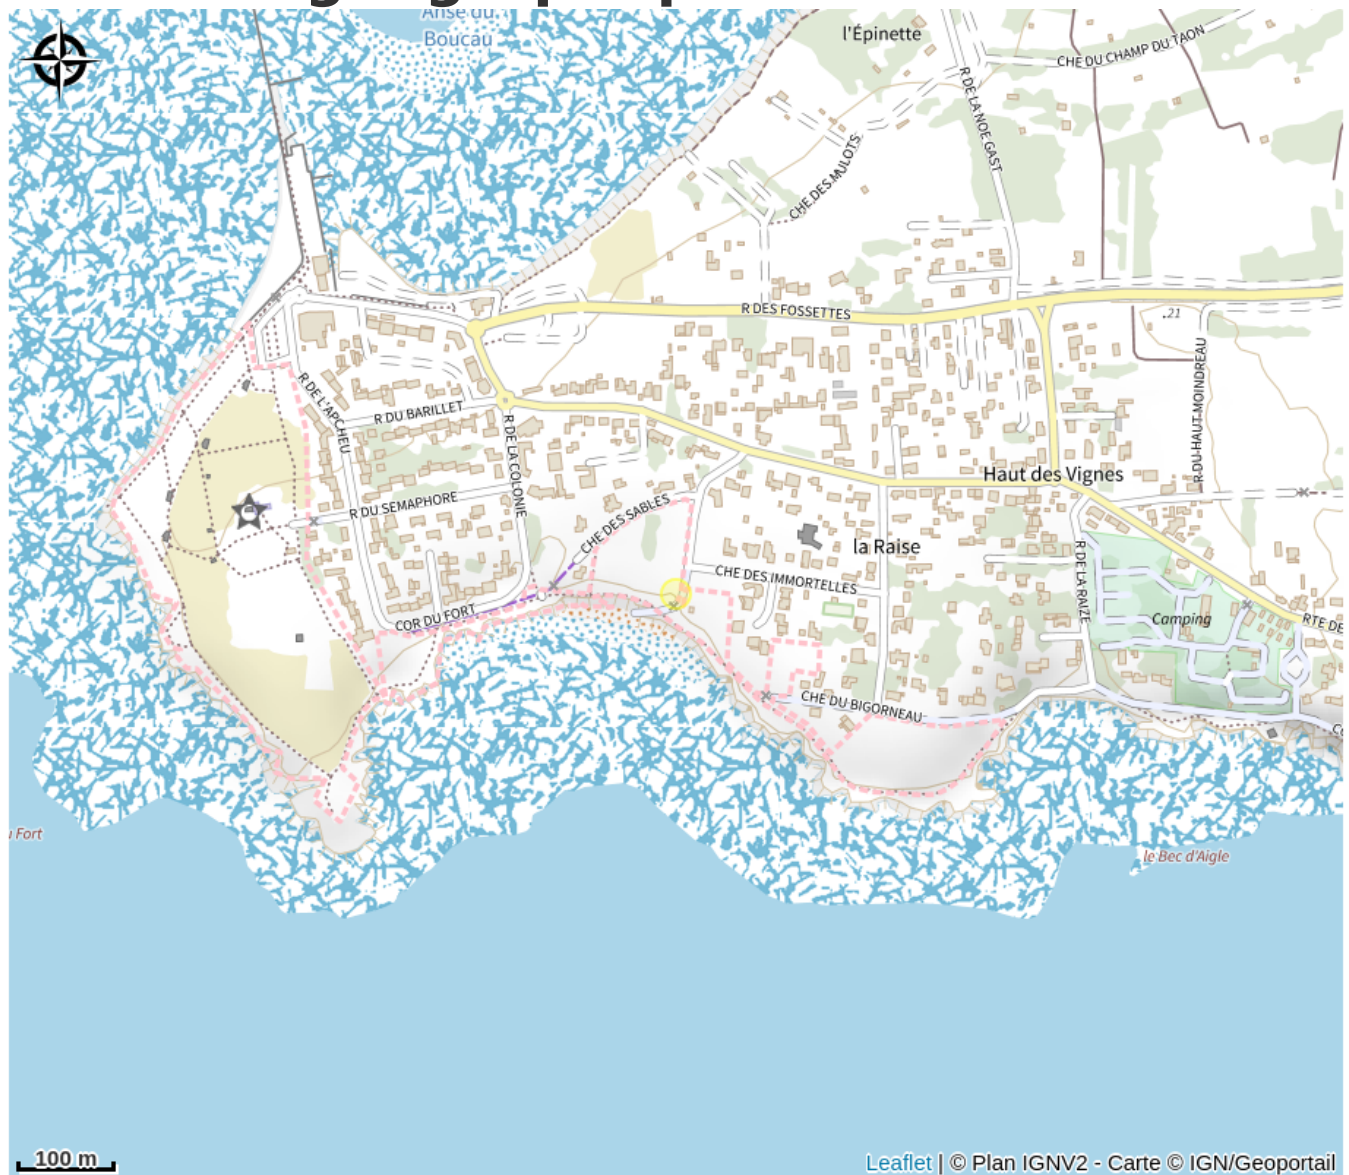 Anse du
Boucau
l'Épinette
CHE DU CHAMP DU TAON
R DE LA NOE GAST
CHE DES MULOTS
R DES FOSSETTES
.21
R DU HAUT MOINDREAU
R DE L'APCHEU
R DU BARILLET
R DE LA COLONIE
Haut des Vignes
R DU SEMAPHORE
CHE DES SABLES
la Raise
CHE DES IMMORTELLES
R DE LA RAIZE
Camping
RTE DE
COR DU FORT
CHE DU BIGORNEAU
Fort
le Bec d'Aigle
100 m
Leaflet | © Plan IGNV2 - Carte © IGN/Geoportail